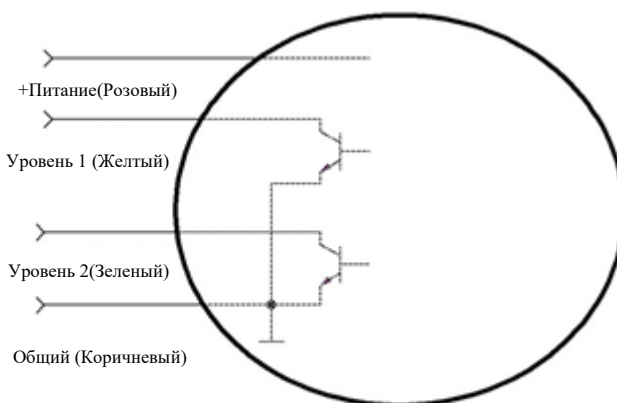 +Питание(Розовый)
Уровень 1 (Желтый)
Уровень 2(Зеленый)
Общий (Коричневый)